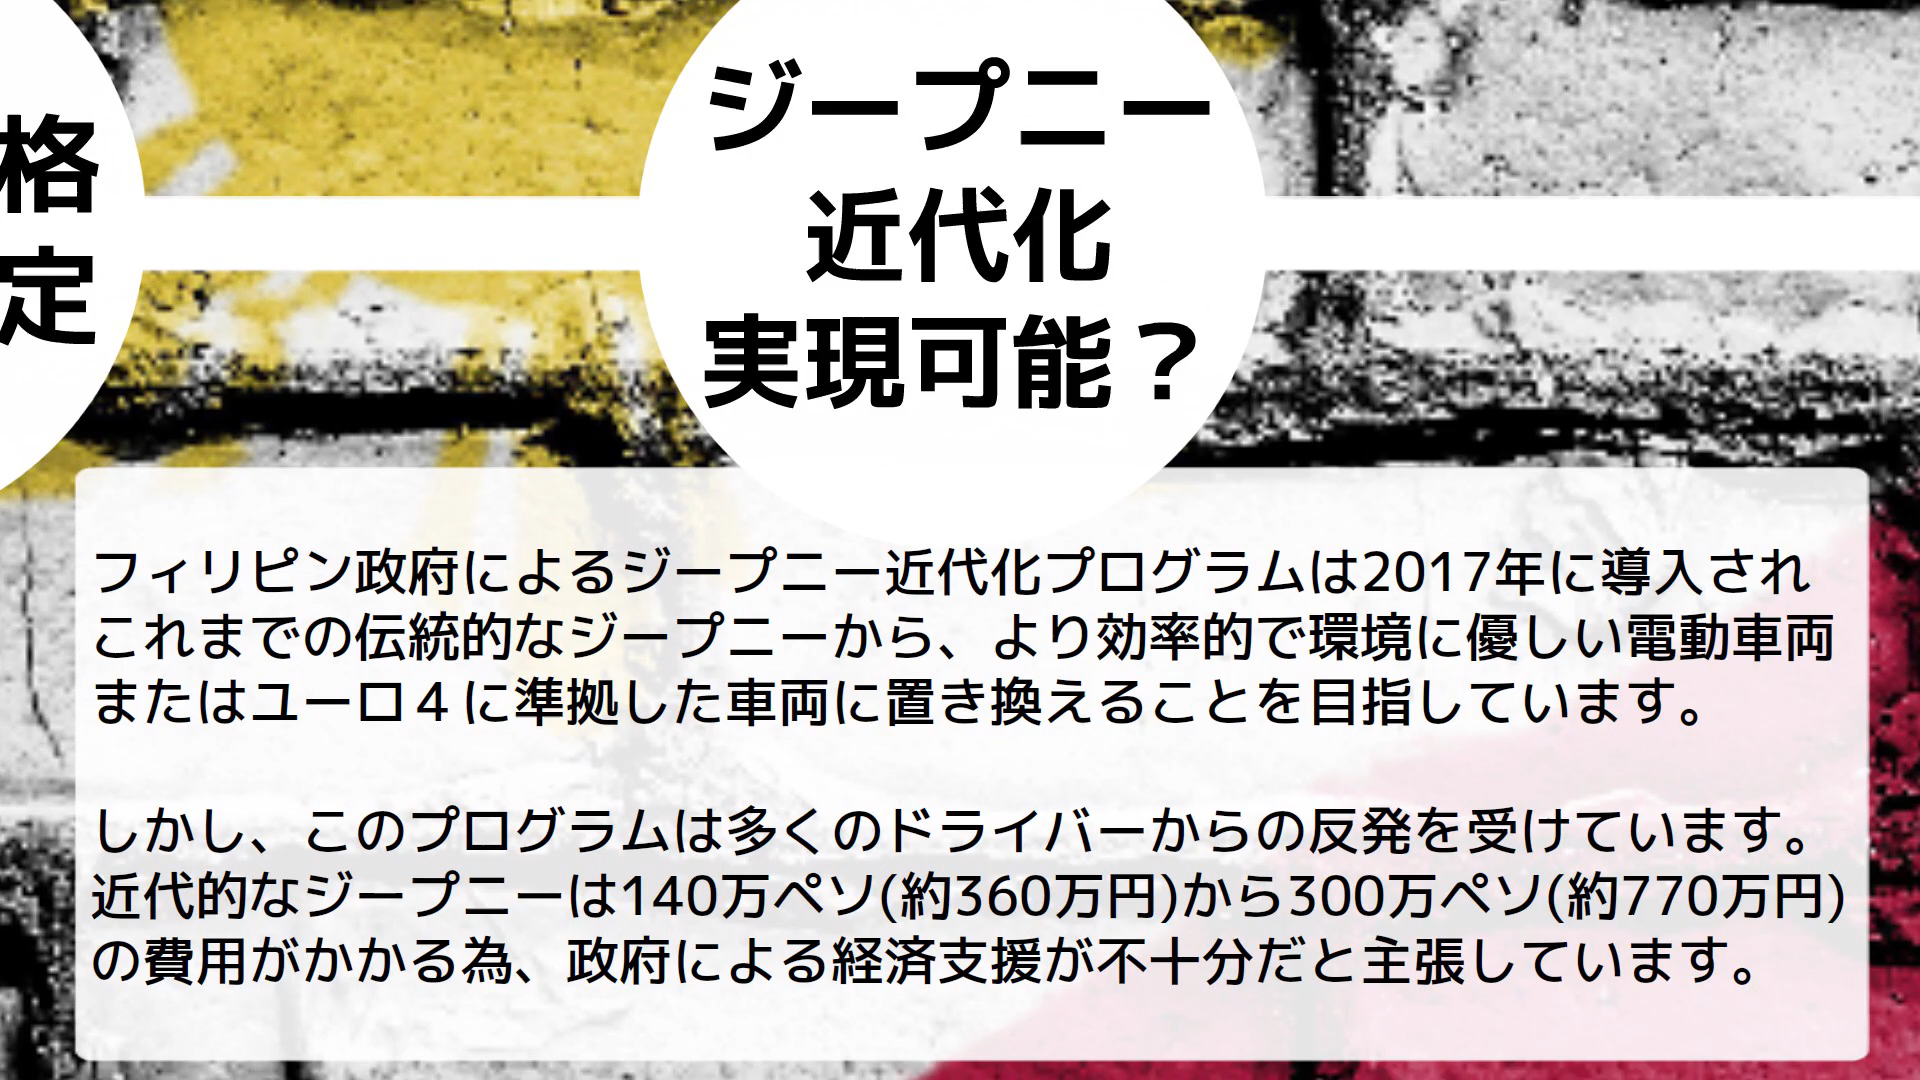 格
定
ジープニー
近代化
実現可能？
フィリピン政府によるジープニー近代化プログラムは2017年に導入され
これまでの伝統的なジープニーから、より効率的で環境に優しい電動車両
またはユーロ４に準拠した車両に置き換えることを目指しています。
しかし、このプログラムは多くのドライバーからの反発を受けています。
近代的なジープニーは140万ペソ(約360万円)から300万ペソ(約770万円)
の費用がかかる為、政府による経済支援が不十分だと主張しています。